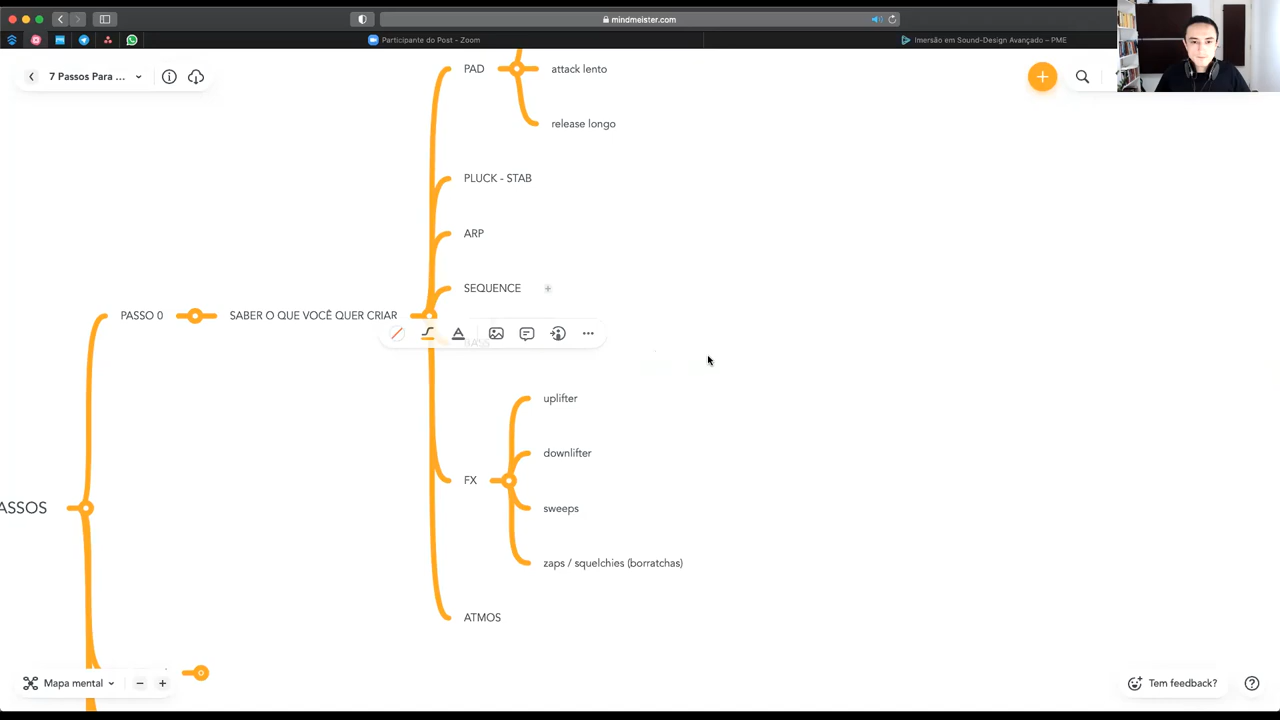 mindmeister.com
Participante do Post - Zoom
Imersão em Sound-Design Avançado – PME
7 Passos Para ...
PAD
attack lento
release longo
PLUCK - STAB
ARP
SEQUENCE
PASSO 0
SABER O QUE VOCÊ QUER CRIAR
BASS
uplifter
downlifter
FX
sweeps
ASSOS
zaps / squelchies (borratchas)
ATMOS
Mapa mental
Tem feedback?